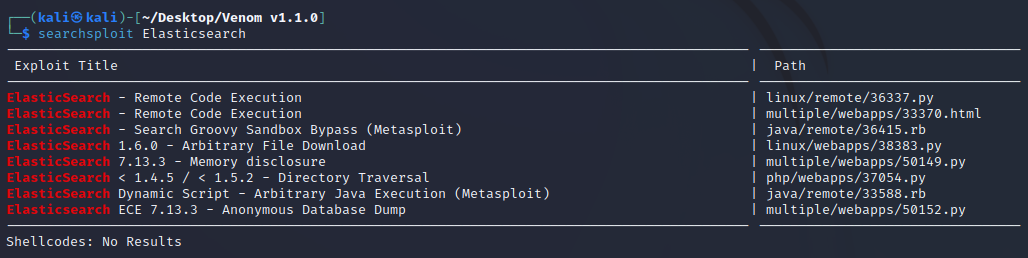 (kali㉿kali)-[~/Desktop/Venom v1.1.0]
$ searchsploit Elasticsearch
Exploit Title | Path
ElasticSearch - Remote Code Execution | linux/remote/36337.py
ElasticSearch - Remote Code Execution | multiple/webapps/33370.html
ElasticSearch - Search Groovy Sandbox Bypass (Metasploit) | java/remote/36415.rb
ElasticSearch 1.6.0 - Arbitrary File Download | linux/webapps/38383.py
ElasticSearch 7.13.3 - Memory disclosure | multiple/webapps/50149.py
ElasticSearch < 1.4.5 / < 1.5.2 - Directory Traversal | php/webapps/37054.py
ElasticSearch Dynamic Script - Arbitrary Java Execution (Metasploit) | java/remote/33588.rb
Elasticsearch ECE 7.13.3 - Anonymous Database Dump | multiple/webapps/50152.py
Shellcodes: No Results